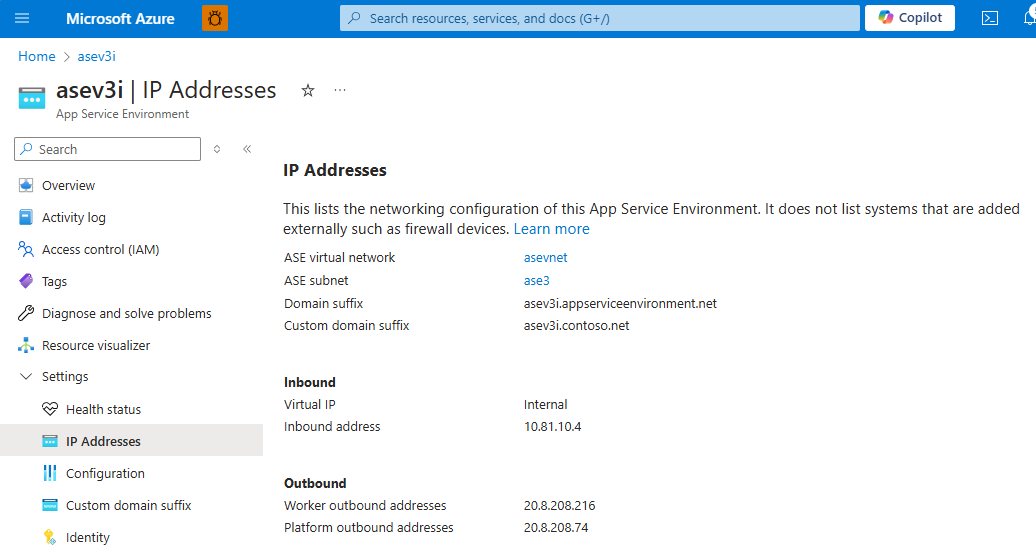 Microsoft Azure
Search resources, services, and docs (G+/)
Copilot
Home > asev3i
asev3i | IP Addresses
App Service Environment
Search
Overview
Activity log
Access control (IAM)
Tags
Diagnose and solve problems
Resource visualizer
Settings
Health status
IP Addresses
Configuration
Custom domain suffix
Identity
IP Addresses
This lists the networking configuration of this App Service Environment. It does not list systems that are added
externally such as firewall devices. Learn more
ASE virtual network asevnet
ASE subnet ase3
Domain suffix asev3i.appserviceenvironment.net
Custom domain suffix asev3i.contoso.net
Inbound
Virtual IP Internal
Inbound address 10.81.10.4
Outbound
Worker outbound addresses 20.8.208.216
Platform outbound addresses 20.8.208.74